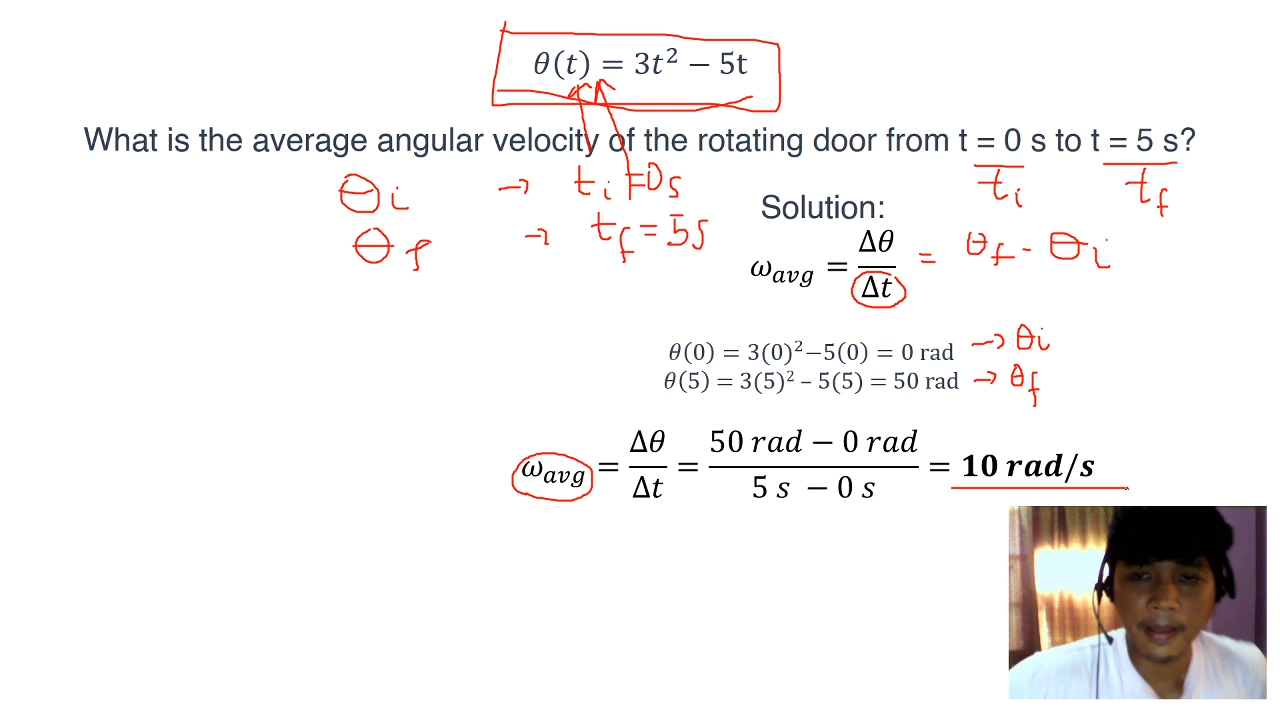 θ(t) = 3t² − 5t
What is the average angular velocity of the rotating door from t = 0 s to t = 5 s?
θi → ti = 0s
ti tf
Solution:
θf → tf = 5s
ω_avg = Δθ/Δt = θf - θi
θ(0) = 3(0)²−5(0) = 0 rad → θi
θ(5) = 3(5)² – 5(5) = 50 rad → θf
ω_avg = Δθ/Δt = (50 rad − 0 rad)/(5 s − 0 s) = 10 rad/s